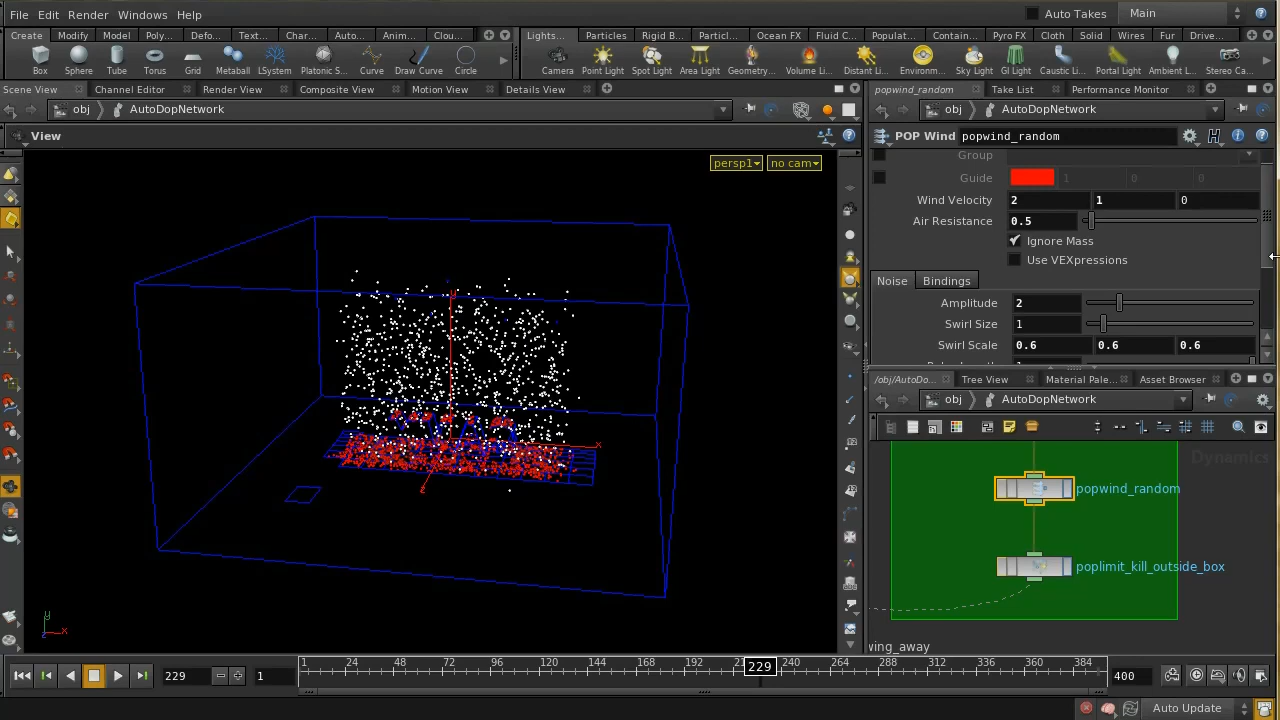 File Edit Render Windows Help Auto Takes Main
Create Modify Model Poly... Defo... Text... Char... Auto... Anim... Clou... Lights... Particles Rigid B... Particl... Ocean FX Fluid C... Populat... Contain... Pyro FX Cloth Solid Wires Fur Drive...
Box Sphere Tube Torus Grid Metaball LSystem Platonic S... Curve Draw Curve Circle Camera Point Light Spot Light Area Light Geometry... Volume Li... Distant Li... Environm... Sky Light GI Light Caustic Li... Portal Light Ambient L... Stereo Ca...
Scene View Channel Editor Render View Composite View Motion View Details View popwind_random Take List Performance Monitor
obj AutoDopNetwork obj AutoDopNetwork
View POP Wind popwind_random
persp1 no cam
Group
Guide 1 0 0
Wind Velocity 2 1 0
Air Resistance 0.5
Ignore Mass
Use VEXpressions
Noise Bindings
Amplitude 2
Swirl Size 1
Swirl Scale 0.6 0.6 0.6
/obj/AutoDo... Tree View Material Pale... Asset Browser
obj AutoDopNetwork
Dynamics
popwind_random
poplimit_kill_outside_box
wing_away
y
x
z
y
x
z
229 1 1 24 48 72 96 120 144 168 192 229 240 264 288 312 336 360 384 400
Auto Update